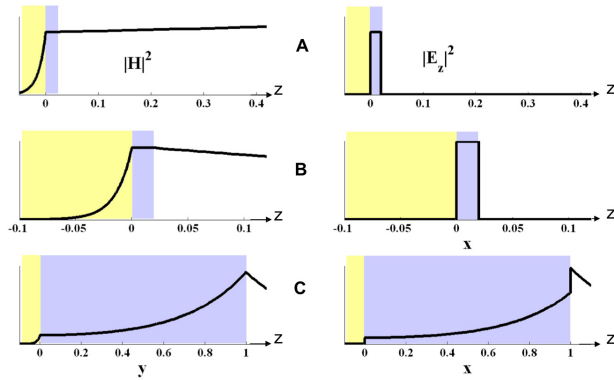 |H|² A |E_z|²
0 0.1 0.2 0.3 0.4 Z 0 0.1 0.2 0.3 0.4 Z
B
-0.1 -0.05 0 0.05 0.1 Z -0.1 -0.05 0 0.05 0.1 Z
x
C
0 0.2 0.4 0.6 0.8 1 Z 0 0.2 0.4 0.6 0.8 1 Z
y x